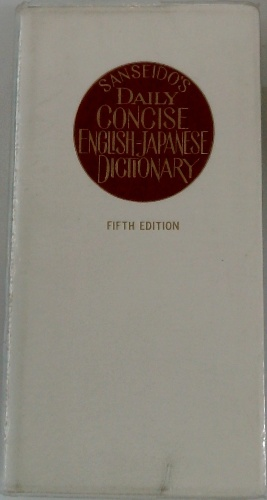 SANSEIDO'S
DAILY
CONCISE
ENGLISH-JAPANESE
DICTIONARY
FIFTH EDITION